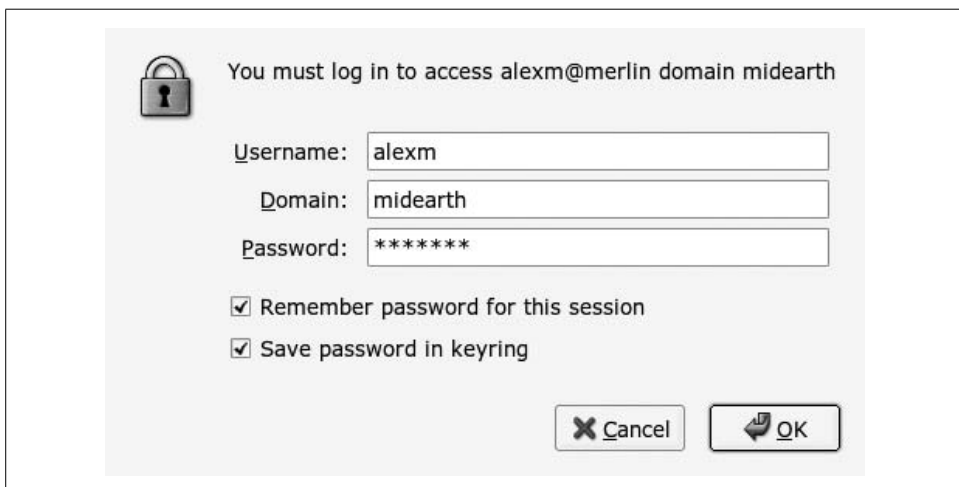 You must log in to access alexm@merlin domain midearth
Username: alexm
Domain: midearth
Password: *******
Remember password for this session
Save password in keyring
Cancel OK